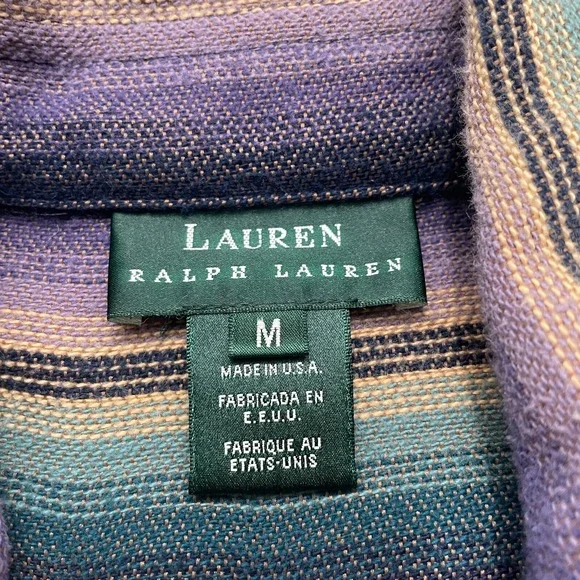 LAUREN
RALPH LAUREN
M
MADE IN U.S.A.
FABRICADA EN
E.E.U.U.
FABRIQUE AU
ETATS-UNIS